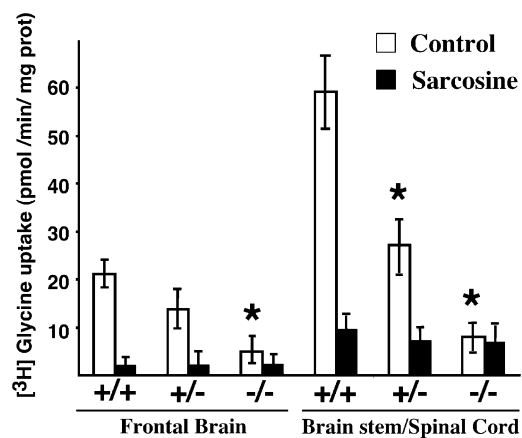 [³H] Glycine uptake (pmol /min/ mg prot)
60
50
40
30
20
10
Control
Sarcosine
*
*
*
+/+ +/- -/- +/+ +/- -/-
Frontal Brain Brain stem/Spinal Cord